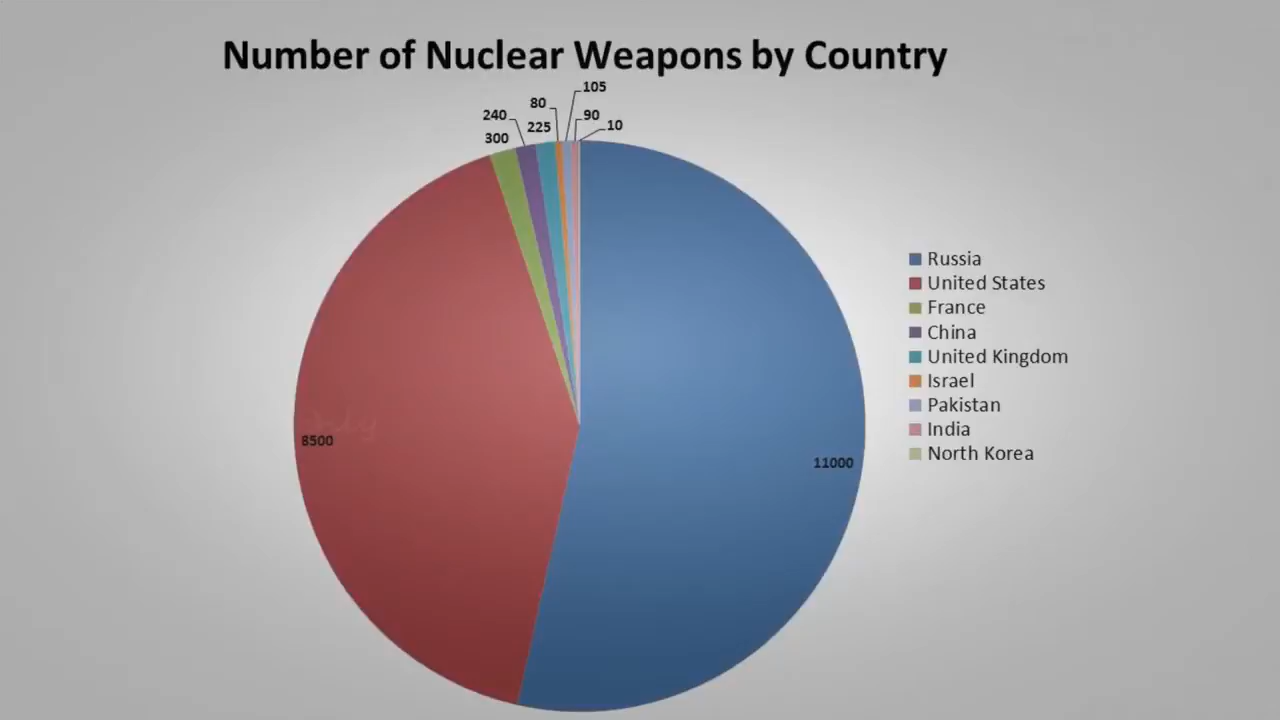 Number of Nuclear Weapons by Country
105
80
240
90
225
10
300
Russia
United States
France
China
United Kingdom
Israel
Pakistan
India
North Korea
8500
11000